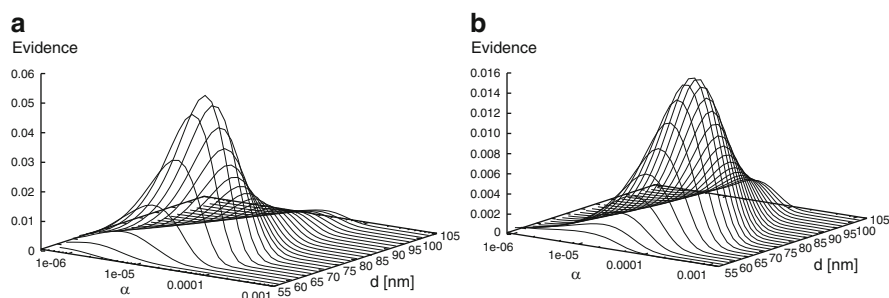 a
Evidence
0.06
0.05
0.04
0.03
0.02
0.01
0
1e-06
1e-05
0.0001
0.001
α
55 60 65 70 75 80 85 90 95 100 105
d [nm]
b
Evidence
0.016
0.014
0.012
0.010
0.008
0.006
0.004
0.002
0
1e-06
1e-05
0.0001
0.001
α
55 60 65 70 75 80 85 90 95 100 105
d [nm]